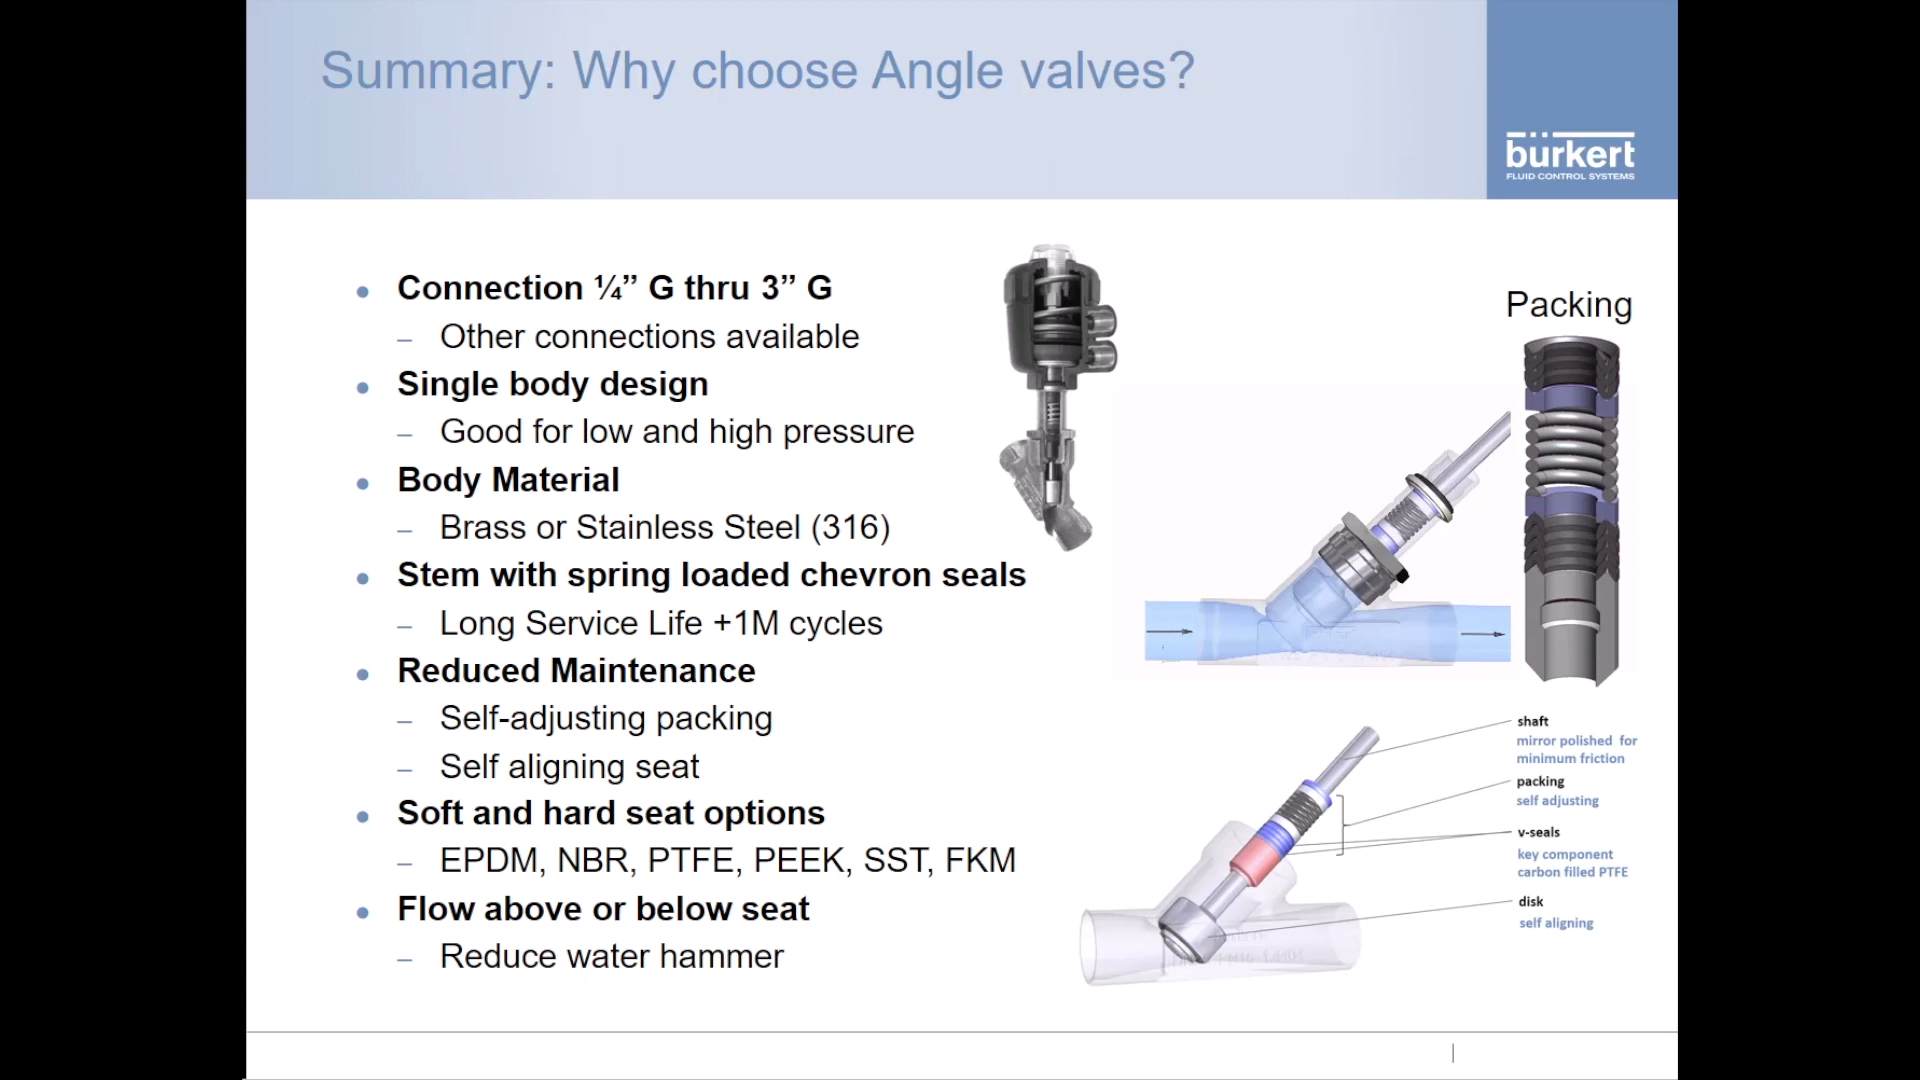 Summary: Why choose Angle valves?
bürkert
FLUID CONTROL SYSTEMS
Connection ¼” G thru 3” G
– Other connections available
Single body design
– Good for low and high pressure
Body Material
– Brass or Stainless Steel (316)
Stem with spring loaded chevron seals
– Long Service Life +1M cycles
Reduced Maintenance
– Self-adjusting packing
– Self aligning seat
Soft and hard seat options
– EPDM, NBR, PTFE, PEEK, SST, FKM
Flow above or below seat
– Reduce water hammer
Packing
shaft
mirror polished for
minimum friction
packing
self adjusting
v-seals
key component
carbon filled PTFE
disk
self aligning